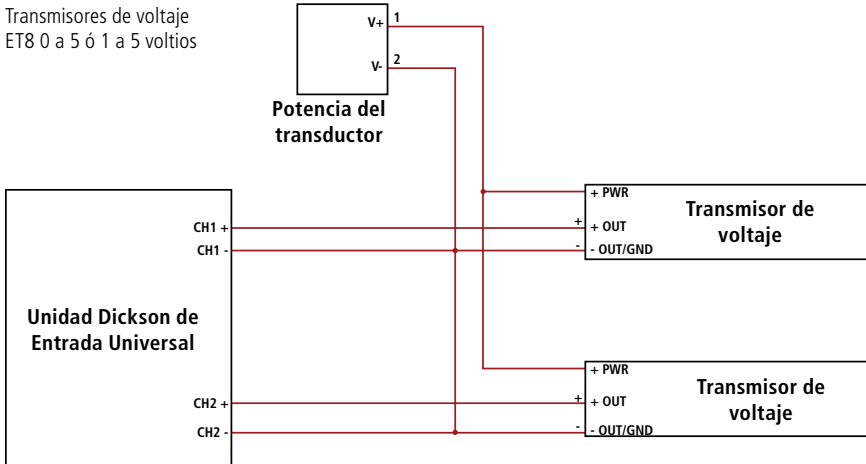 Transmisores de voltaje
ET8 0 a 5 ó 1 a 5 voltios
V+ 1
V- 2
Potencia del
transductor
CH1 +
CH1 -
Unidad Dickson de
Entrada Universal
CH2 +
CH2 -
+ PWR
+ + OUT
- - OUT/GND
Transmisor de
voltaje
+ PWR
+ + OUT
- - OUT/GND
Transmisor de
voltaje